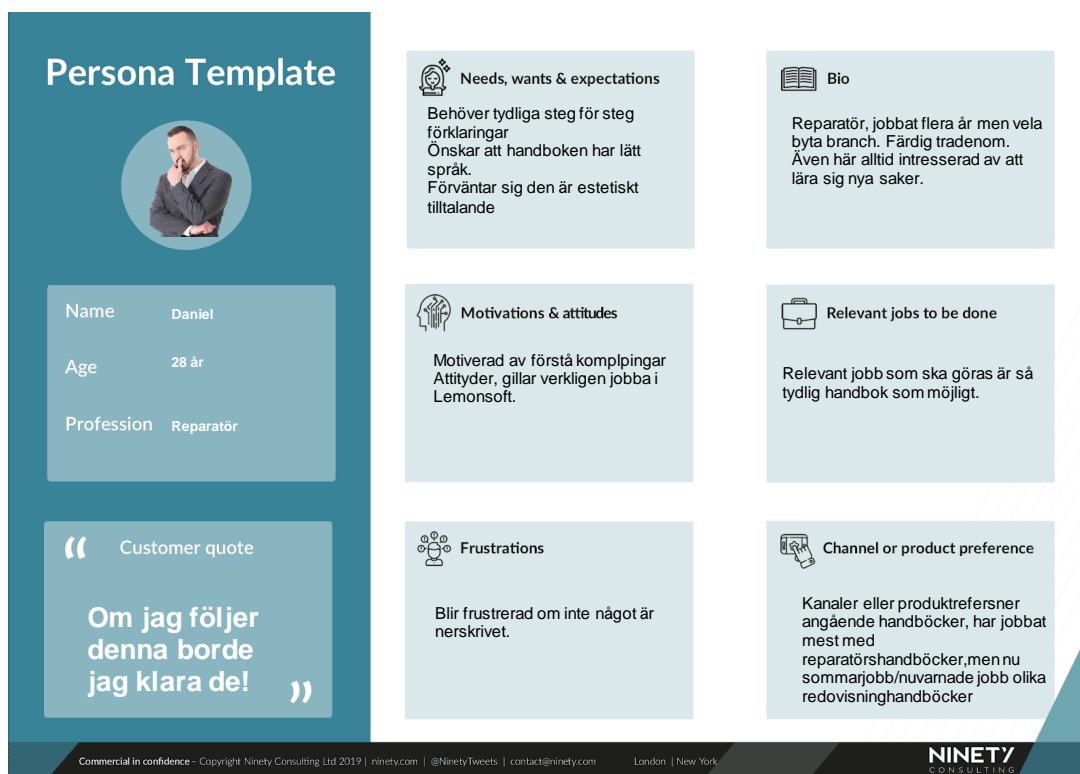 Persona Template
Name
Daniel
Age
28 år
Profession
Reparatör
“
Customer quote
Om jag följer
denna borde
jag klara de!
”
Needs, wants & expectations
Behöver tydliga steg för steg
förklaringar
Önskar att handboken har lätt
språk.
Förväntar sig den är estetiskt
tilltalande
Bio
Reparatör, jobbat flera år men vela
byta branch. Färdig tradenom.
Även här alltid intresserad av att
lära sig nya saker.
Motivations & attitudes
Motiverad av förstå komplpingar
Attityder, gillar verkligen jobba i
Lemonsoft.
Relevant jobs to be done
Relevant jobb som ska göras är så
tydlig handbok som möjligt.
Frustrations
Blir frustrerad om inte något är
nerskrivet.
Channel or product preference
Kanaler eller produktrefersner
angående handböcker, har jobbat
mest med
reparatörshandböcker,men nu
sommarjobb/nuvarnade jobb olika
redovisninghandböcker
Commercial in confidence – Copyright Ninety Consulting Ltd 2019 | ninety.com | @NinetyTweets | contact@ninety.com London | New York
NINETY
CONSULTING